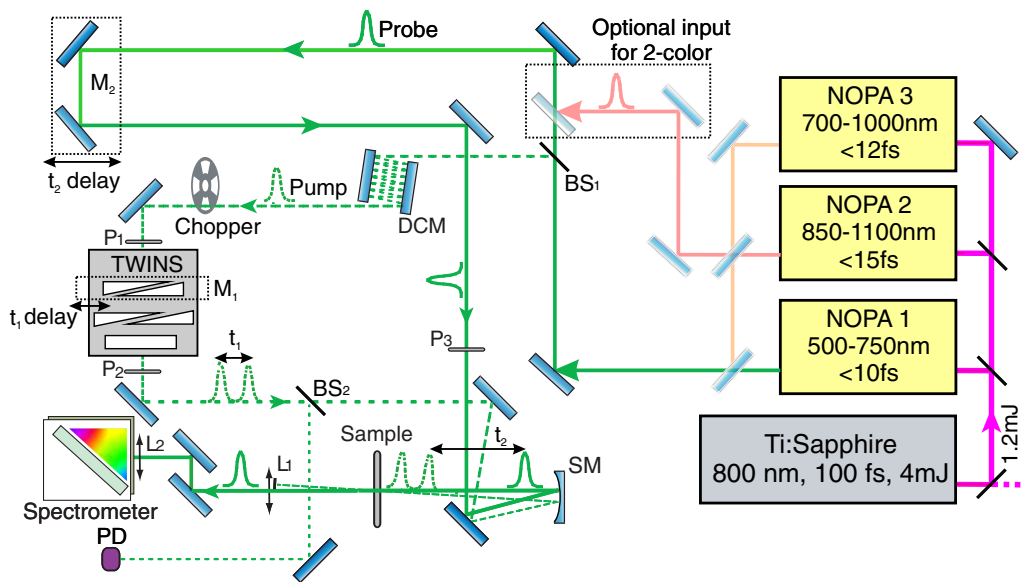 Probe
Optional input
for 2-color
M2
NOPA 3
700-1000nm
<12fs
t2 delay
BS1
Pump
DCM
Chopper
P1
NOPA 2
850-1100nm
<15fs
TWINS
M1
t1 delay
P3
t1
NOPA 1
500-750nm
<10fs
P2
BS2
L2
Sample
t2
L1
SM
Ti:Sapphire
800 nm, 100 fs, 4mJ
1.2mJ
Spectrometer
PD